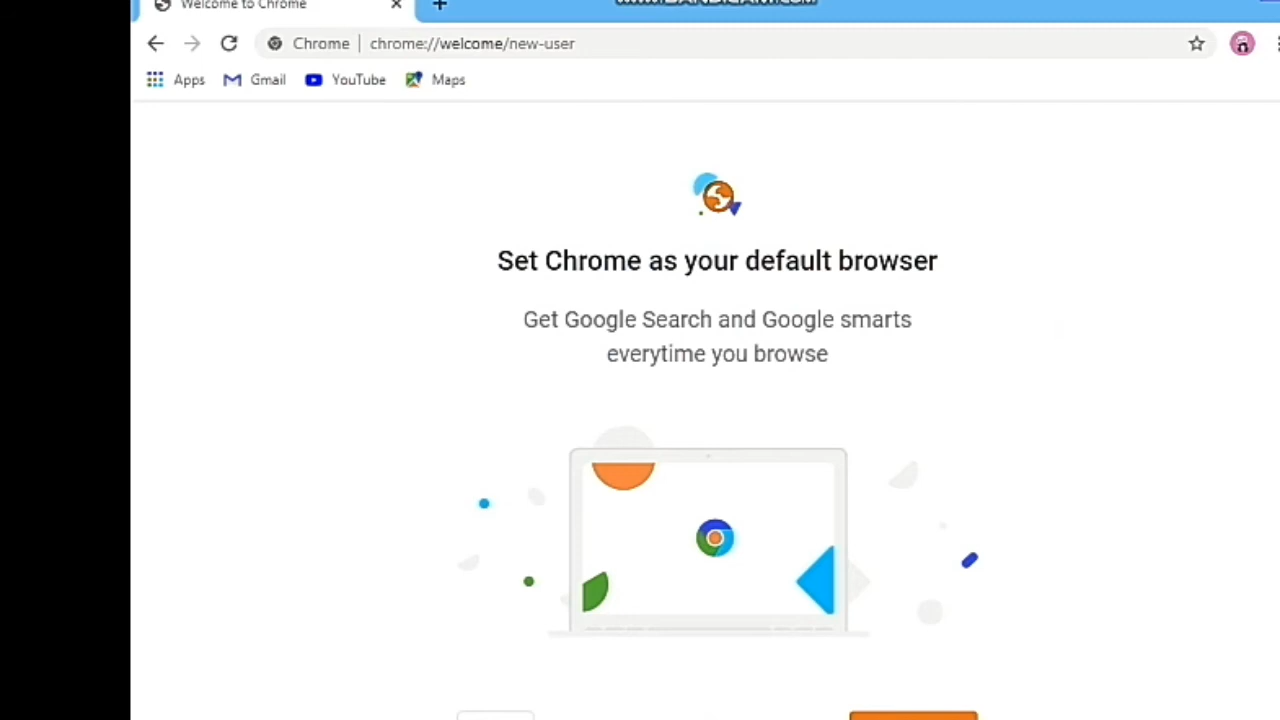 Welcome to Chrome
Chrome | chrome://welcome/new-user
Apps Gmail YouTube Maps
Set Chrome as your default browser
Get Google Search and Google smarts
everytime you browse